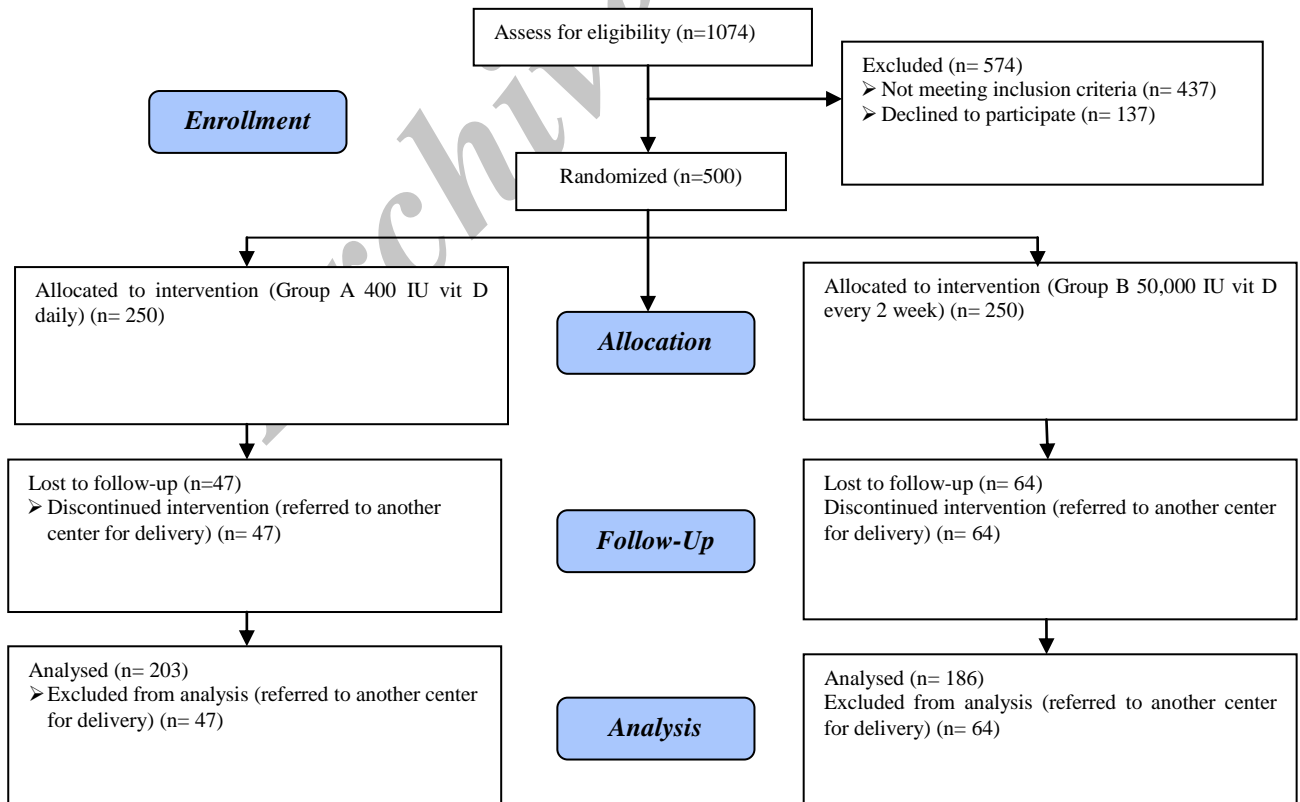 Assess for eligibility (n=1074)
Excluded (n= 574)
➢ Not meeting inclusion criteria (n= 437)
➢ Declined to participate (n= 137)
Enrollment
Randomized (n=500)
Allocated to intervention (Group A 400 IU vit D
daily) (n= 250)
Allocated to intervention (Group B 50,000 IU vit D
every 2 week) (n= 250)
Allocation
Lost to follow-up (n=47)
➢ Discontinued intervention (referred to another
center for delivery) (n= 47)
Lost to follow-up (n= 64)
Discontinued intervention (referred to another center
for delivery) (n= 64)
Follow-Up
Analysed (n= 203)
➢ Excluded from analysis (referred to another center
for delivery) (n= 47)
Analysed (n= 186)
Excluded from analysis (referred to another center
for delivery) (n= 64)
Analysis